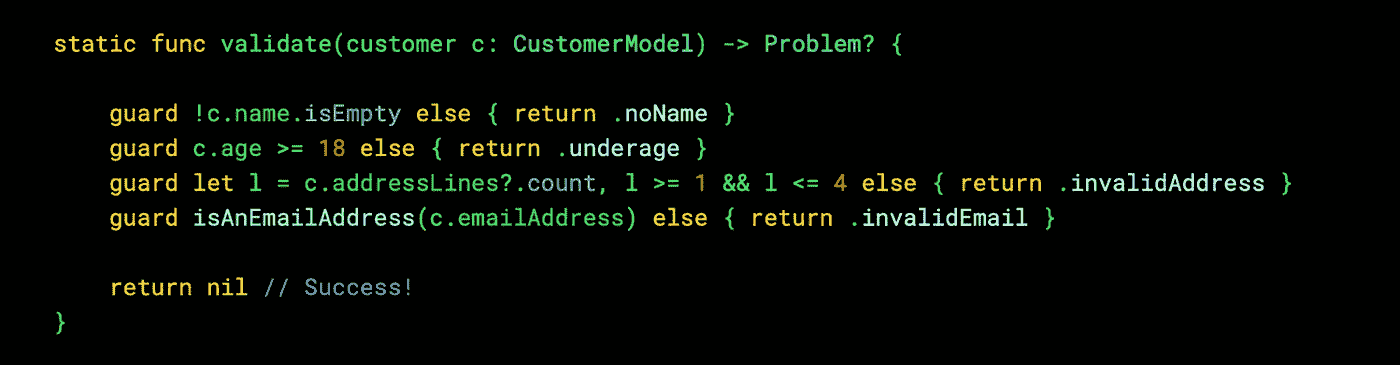 static func validate(customer c: CustomerModel) -> Problem? {
guard !c.name.isEmpty else { return .noName }
guard c.age >= 18 else { return .underage }
guard let l = c.addressLines?.count, l >= 1 && l <= 4 else { return .invalidAddress }
guard isAnEmailAddress(c.emailAddress) else { return .invalidEmail }
return nil // Success!
}